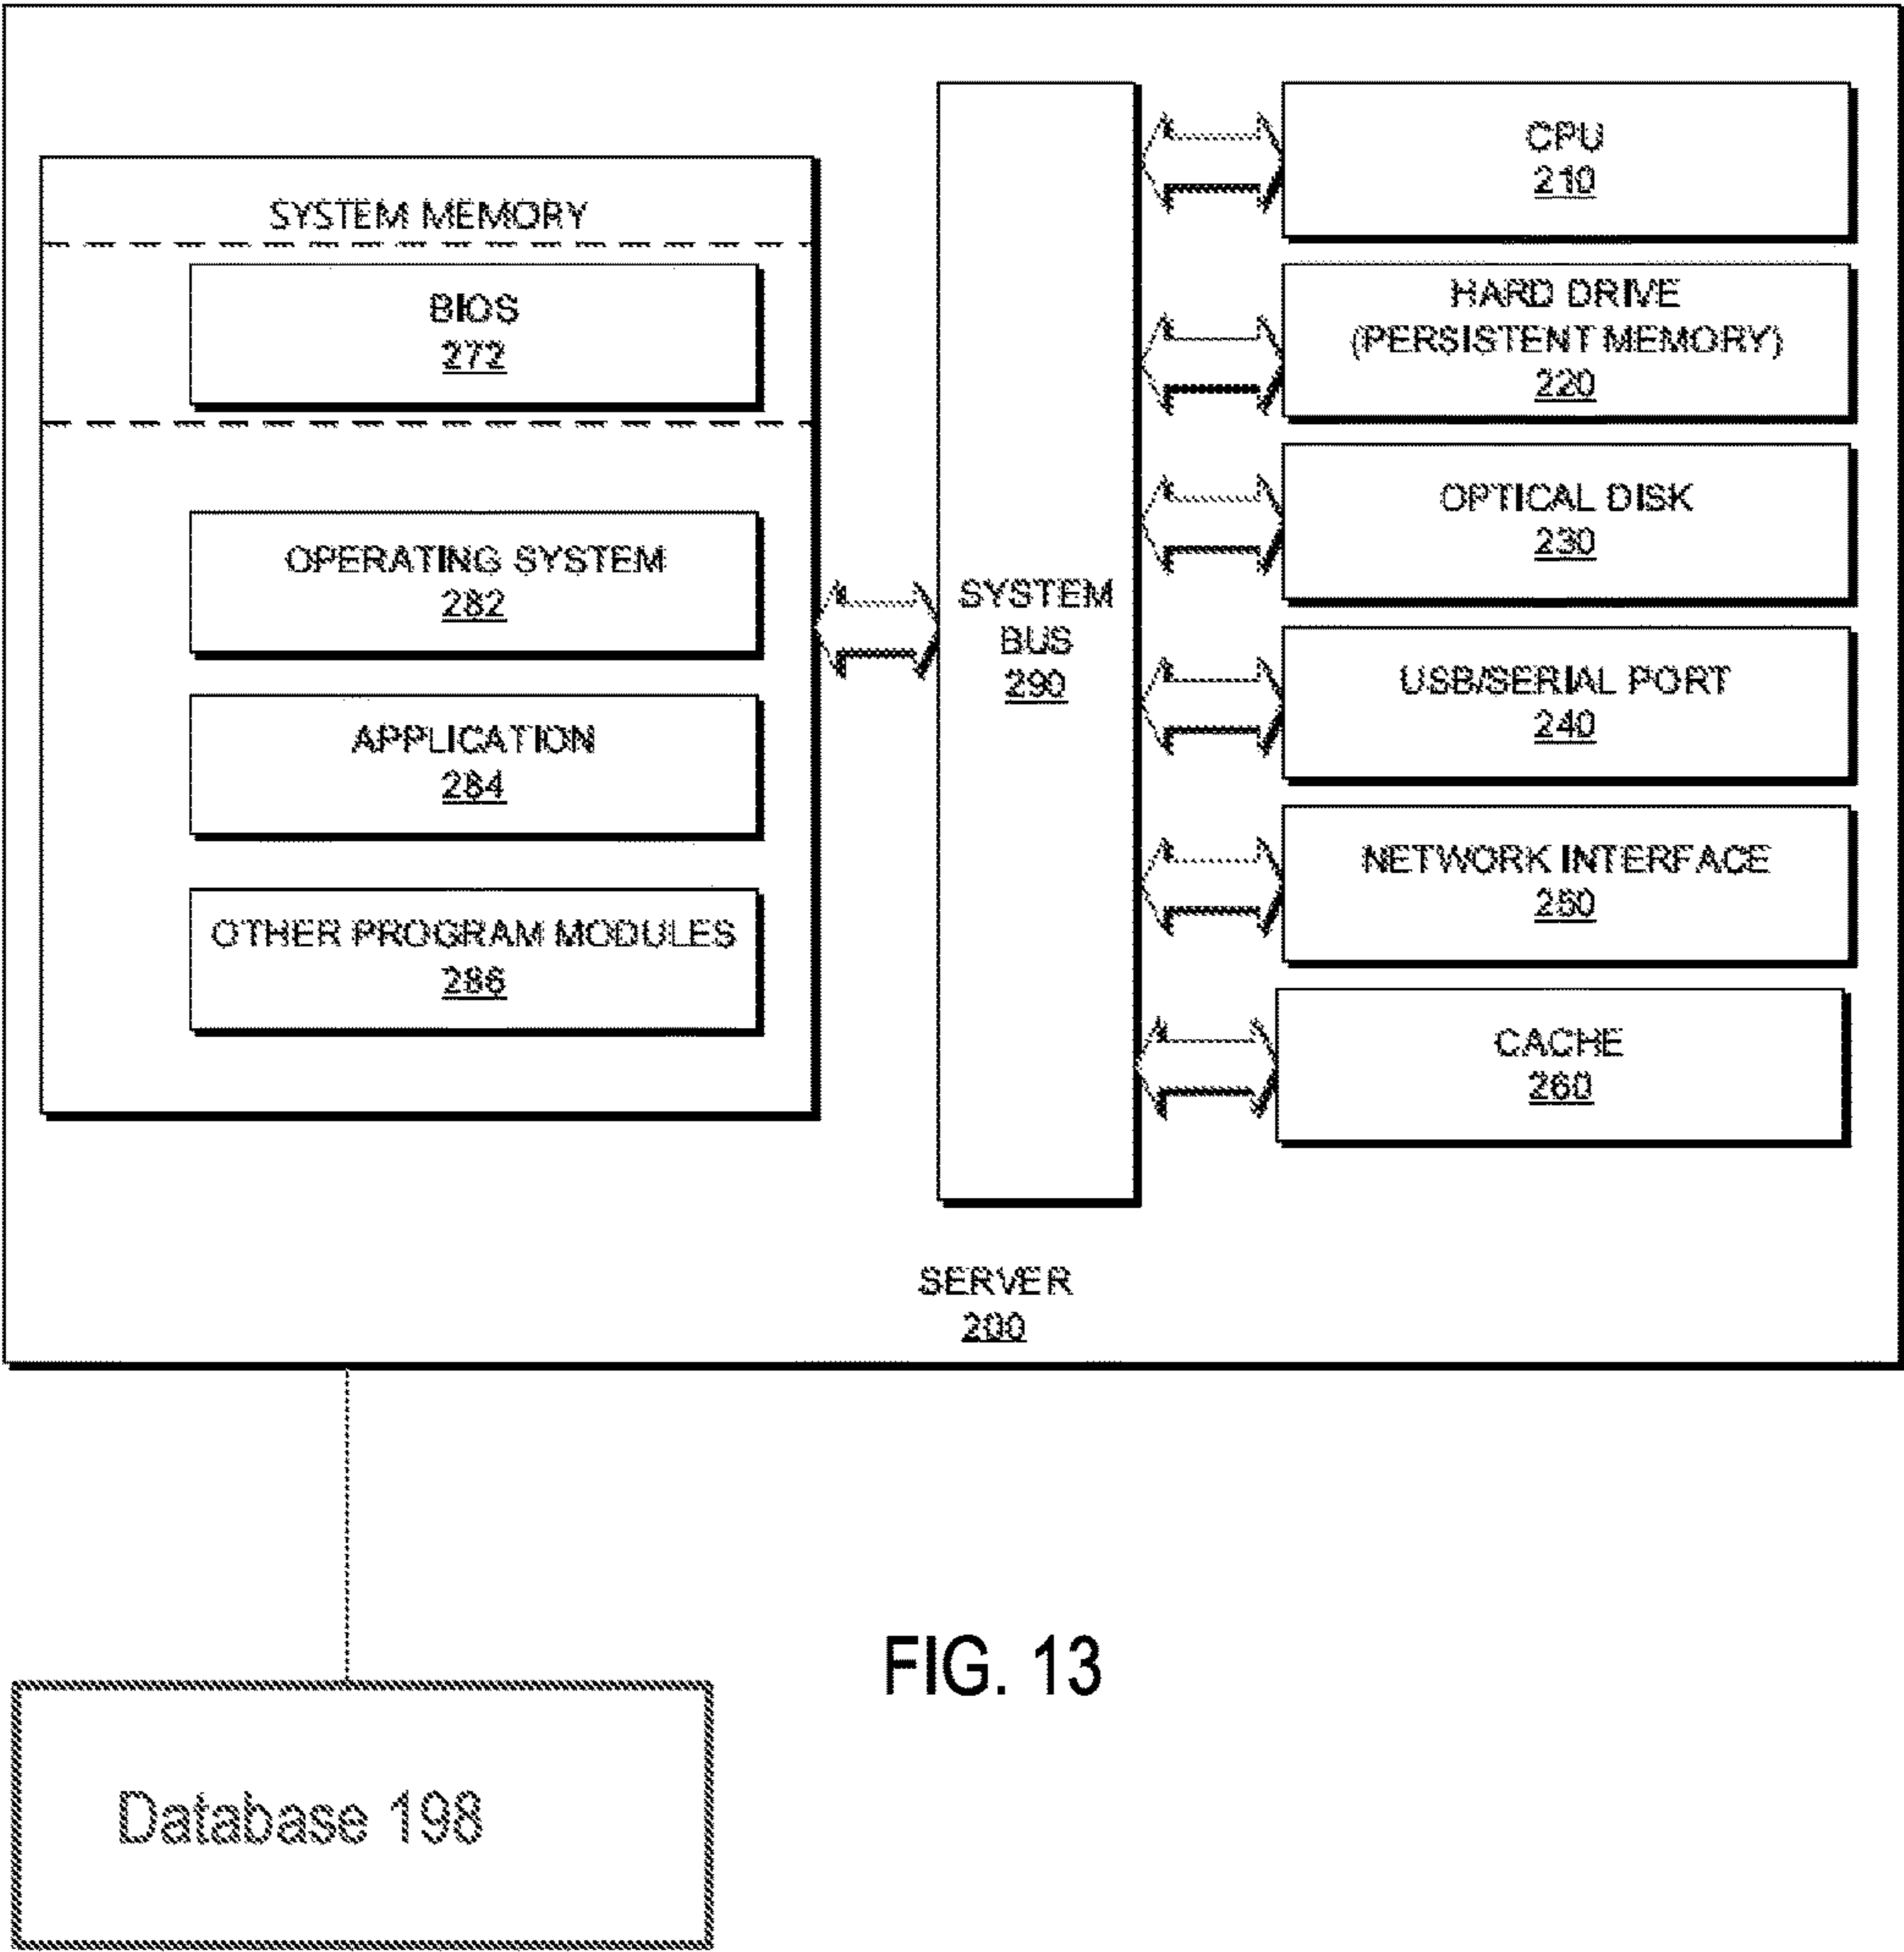 SYSTEM MEMORY
BIOS
272
OPERATING SYSTEM
282
APPLICATION
284
OTHER PROGRAM MODULES
286
SYSTEM
BUS
290
CPU
210
HARD DRIVE
(PERSISTENT MEMORY)
220
OPTICAL DISK
230
USB/SERIAL PORT
240
NETWORK INTERFACE
250
CACHE
260
SERVER
200
FIG. 13
Database 198